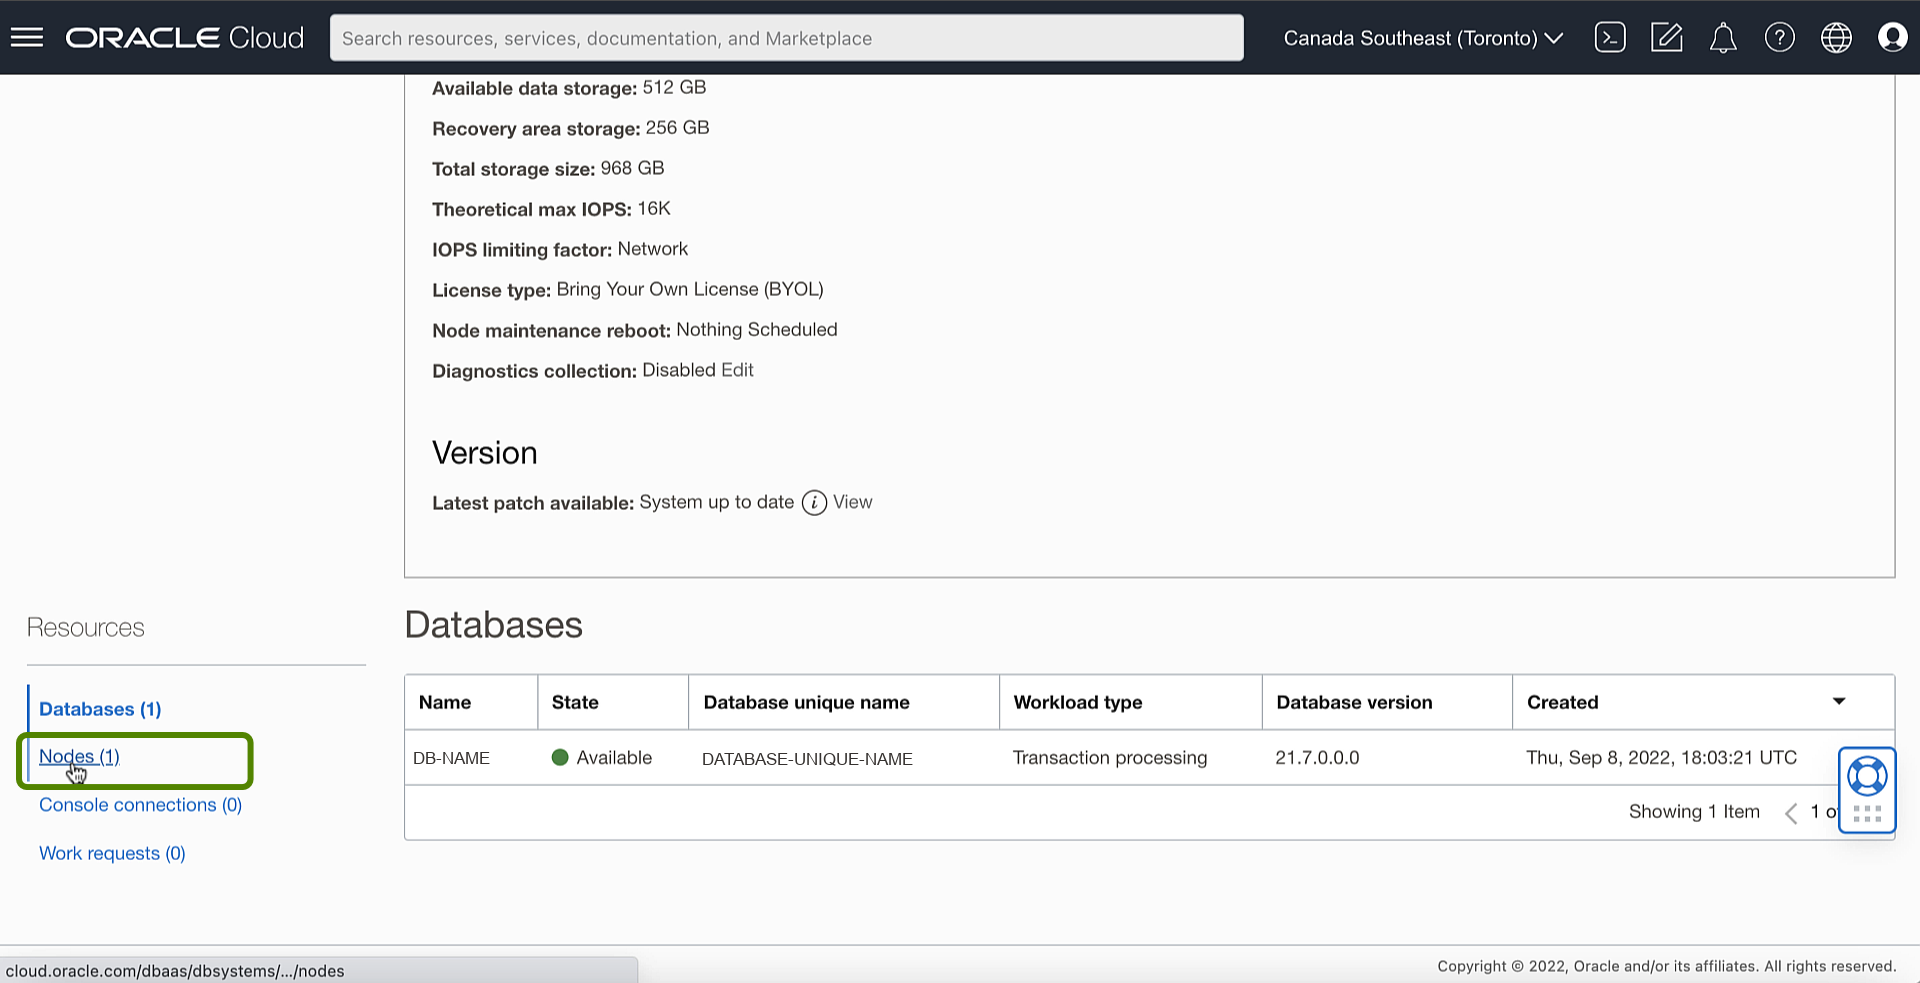 ORACLE Cloud
Search resources, services, documentation, and Marketplace
Canada Southeast (Toronto)
Available data storage: 512 GB
Recovery area storage: 256 GB
Total storage size: 968 GB
Theoretical max IOPS: 16K
IOPS limiting factor: Network
License type: Bring Your Own License (BYOL)
Node maintenance reboot: Nothing Scheduled
Diagnostics collection: Disabled Edit
Version
Latest patch available: System up to date i View
Resources
Databases (1)
Nodes (1)
Console connections (0)
Work requests (0)
Databases
Name State Database unique name Workload type Database version Created
DB-NAME Available DATABASE-UNIQUE-NAME Transaction processing 21.7.0.0.0 Thu, Sep 8, 2022, 18:03:21 UTC
Showing 1 Item < 1
cloud.oracle.com/dbaas/dbsystems/.../nodes
Copyright © 2022, Oracle and/or its affiliates. All rights reserved.